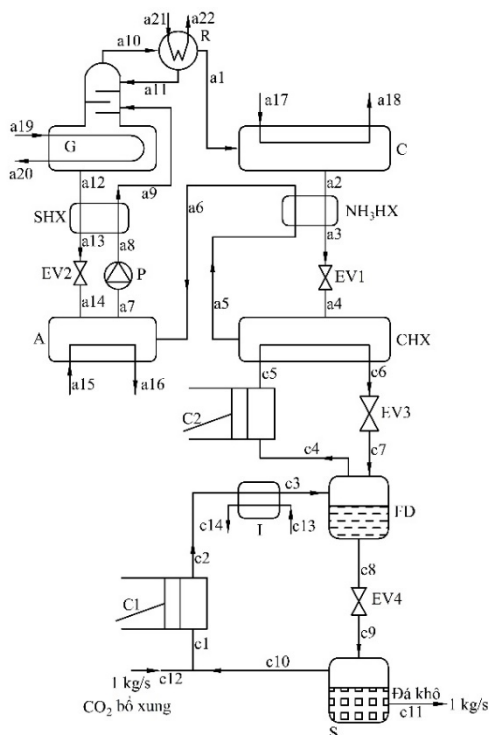 a21 a22
R
a10
a11
a1
a17 a18
a19
G
a20
C
a12
a9
a6
a2
SHX
NH₃HX
a13
a8
a3
EV2
P
EV1
a14
a7
a5
a4
A
CHX
a15 a16
c5 c6
C2
EV3
c4
c7
c3
FD
c14 c13
I
c2
c8
C1
EV4
c1
c9
c10
1 kg/s c12
CO₂ bổ xung
Đá khô
c11 1 kg/s
S